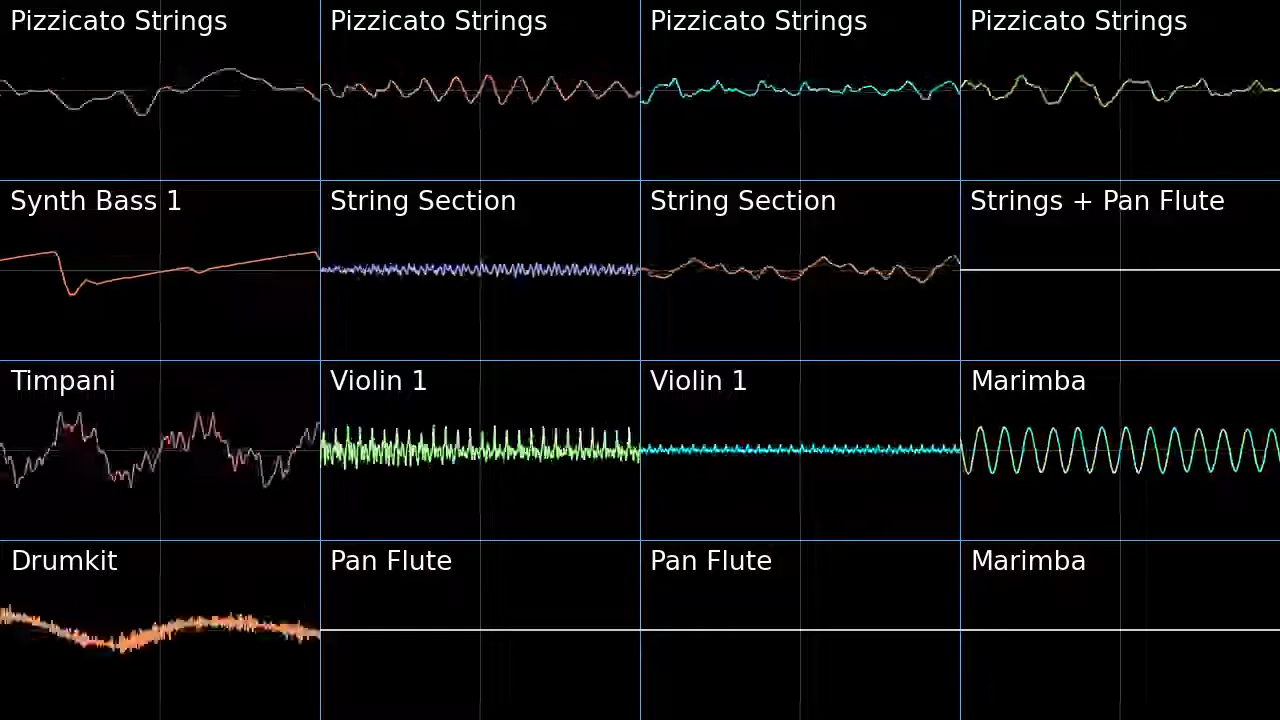 Pizzicato Strings
Pizzicato Strings
Pizzicato Strings
Pizzicato Strings
Synth Bass 1
String Section
String Section
Strings + Pan Flute
Timpani
Violin 1
Violin 1
Marimba
Drumkit
Pan Flute
Pan Flute
Marimba